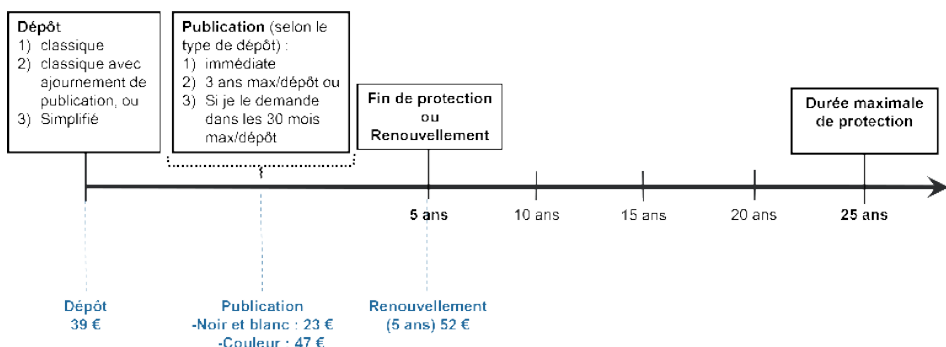 Dépôt
1) classique
2) classique avec
ajournement de
publication, ou
3) Simplifié
Publication (selon le
type de dépôt) :
1) immédiate
2) 3 ans max/dépôt ou
3) Si je le demande
dans les 30 mois
max/dépôt
Fin de protection
ou
Renouvellement
Durée maximale
de protection
5 ans
10 ans
15 ans
20 ans
25 ans
Dépôt
39 €
Publication
-Noir et blanc : 23 €
-Couleur : 47 €
Renouvellement
(5 ans) 52 €